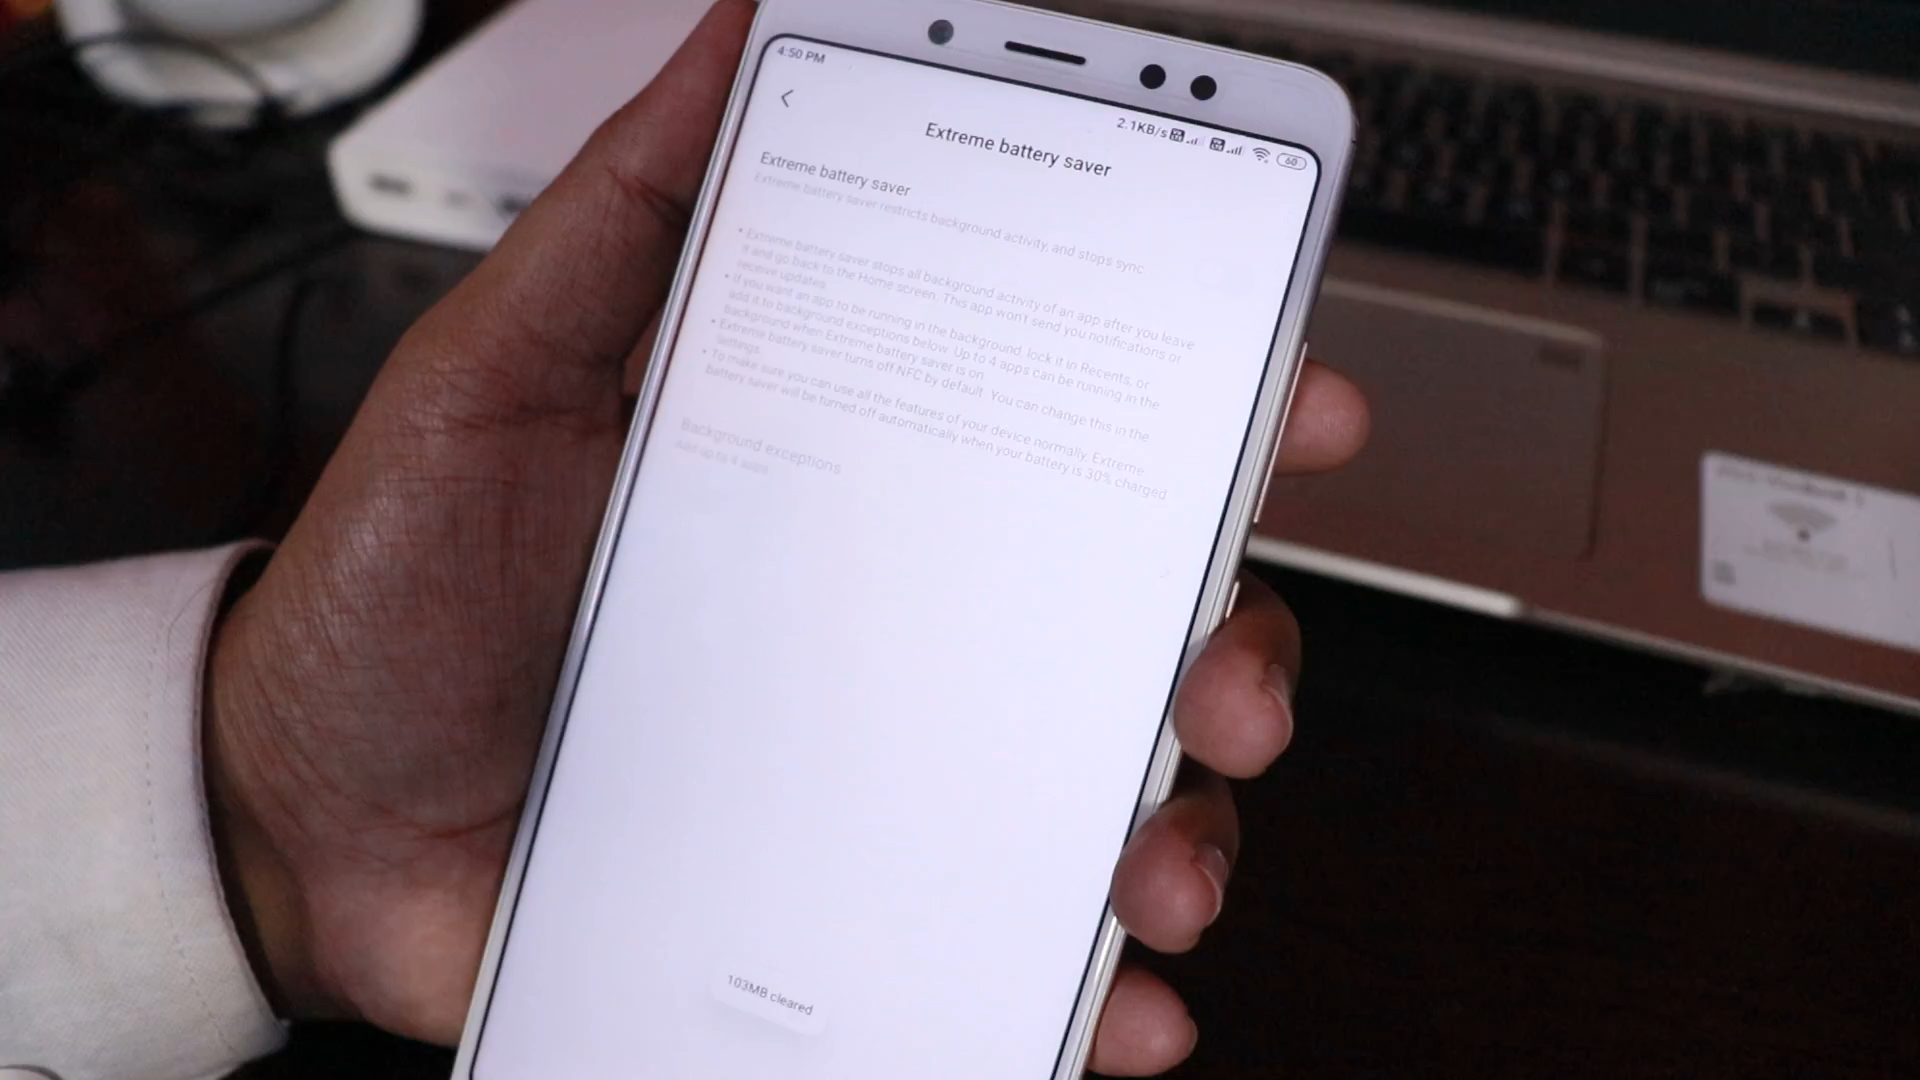 4:50 PM
2.1KB/s
60
Extreme battery saver
Extreme battery saver
Extreme battery saver restricts background activity, and stops sync
• Extreme battery saver stops all background activity of an app after you leave
it and go back to the Home screen. This app won't send you notifications or
receive updates.
• If you want an app to be running in the background, lock it in Recents, or
add it to background exceptions below. Up to 4 apps can be running in the
background when Extreme battery saver is on.
• Extreme battery saver turns off NFC by default. You can change this in the
Settings.
• To make sure you can use all the features of your device normally, Extreme
battery saver will be turned off automatically when your battery is 30% charged
Background exceptions
Add up to 4 apps
103MB cleared